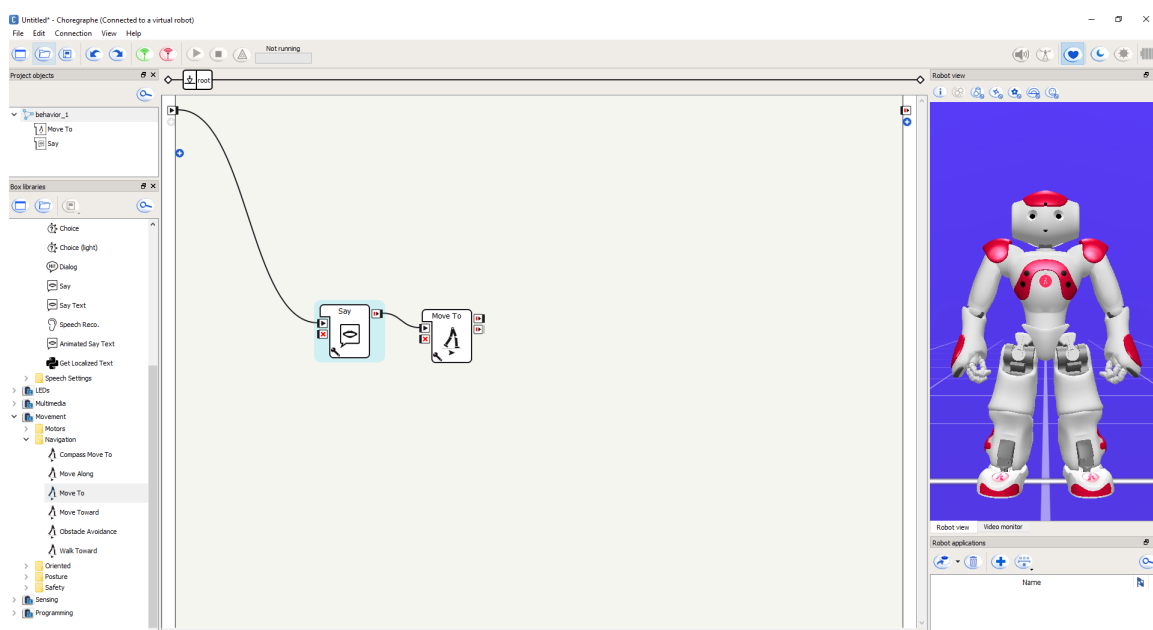 Untitled* - Choregraphe (Connected to a virtual robot)
File Edit Connection View Help
Not running
Project objects
root
Robot view
behavior_1
Move To
Say
Box libraries
Choice
Choice (light)
Dialog
Say
Say Text
Speech Reco.
Animated Say Text
Get Localized Text
Speech Settings
LEDs
Multimedia
Movement
Motors
Navigation
Compass Move To
Move Along
Move To
Move Toward
Obstacle Avoidance
Walk Toward
Oriented
Posture
Safety
Sensing
Programming
Say
Move To
Robot view Video monitor
Robot applications
Name